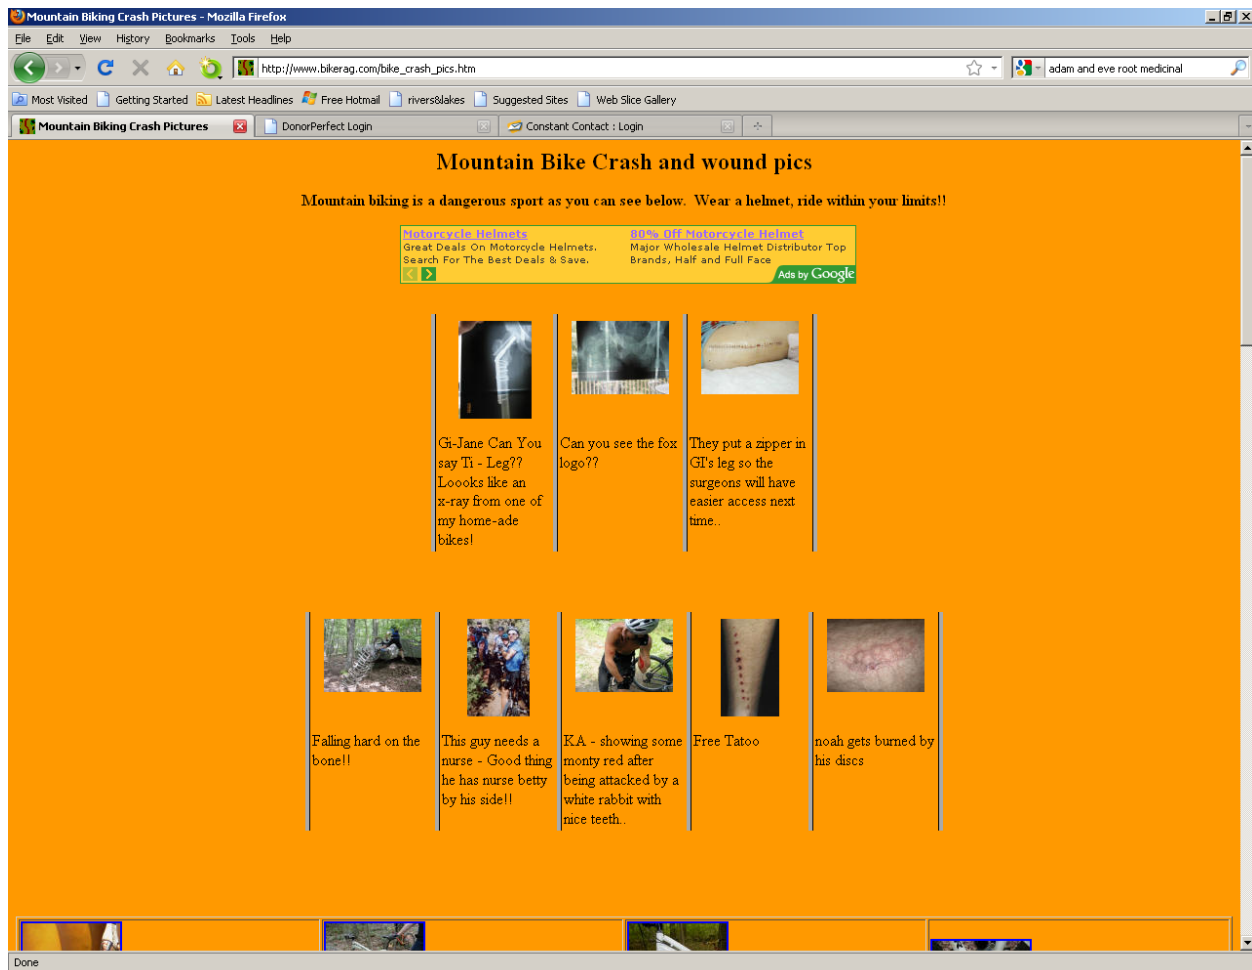 Mountain Biking Crash Pictures - Mozilla Firefox
File Edit View History Bookmarks Tools Help
http://www.bikerag.com/bike_crash_pics.htm
adam and eve root medicinal
Most Visited Getting Started Latest Headlines Free Hotmail rivers&lakes Suggested Sites Web Slice Gallery
Mountain Biking Crash Pictures DonorPerfect Login Constant Contact : Login
Mountain Bike Crash and wound pics
Mountain biking is a dangerous sport as you can see below. Wear a helmet, ride within your limits!!
Motorcycle Helmets
Great Deals On Motorcycle Helmets.
Search For The Best Deals & Save.
80% Off Motorcycle Helmet
Major Wholesale Helmet Distributor Top
Brands, Half and Full Face
Ads by Google
Gi-Jane Can You
say Ti - Leg??
Loooks like an
x-ray from one of
my home-ade
bikes!
Can you see the fox
logo??
They put a zipper in
GI's leg so the
surgeons will have
easier access next
time..
Falling hard on the
bone!!
This guy needs a
nurse - Good thing
he has nurse betty
by his side!!
KA - showing some
monty red after
being attacked by a
white rabbit with
nice teeth..
Free Tatoo
noah gets burned by
his discs
Done